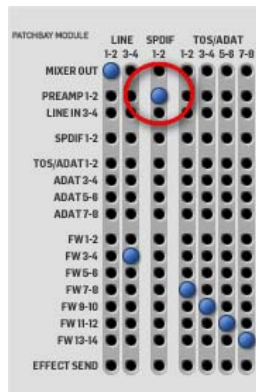 PATCHBAY MODULE
LINE SPDIF TOS/ADAT
1-2 3-4 1-2 1-2 3-4 5-6 7-8
MIXER OUT
PREAMP 1-2
LINE IN 3-4
SPDIF 1-2
TOS/ADAT 1-2
ADAT 3-4
ADAT 5-6
ADAT 7-8
FW 1-2
FW 3-4
FW 5-6
FW 7-8
FW 9-10
FW 11-12
FW 13-14
EFFECT SEND